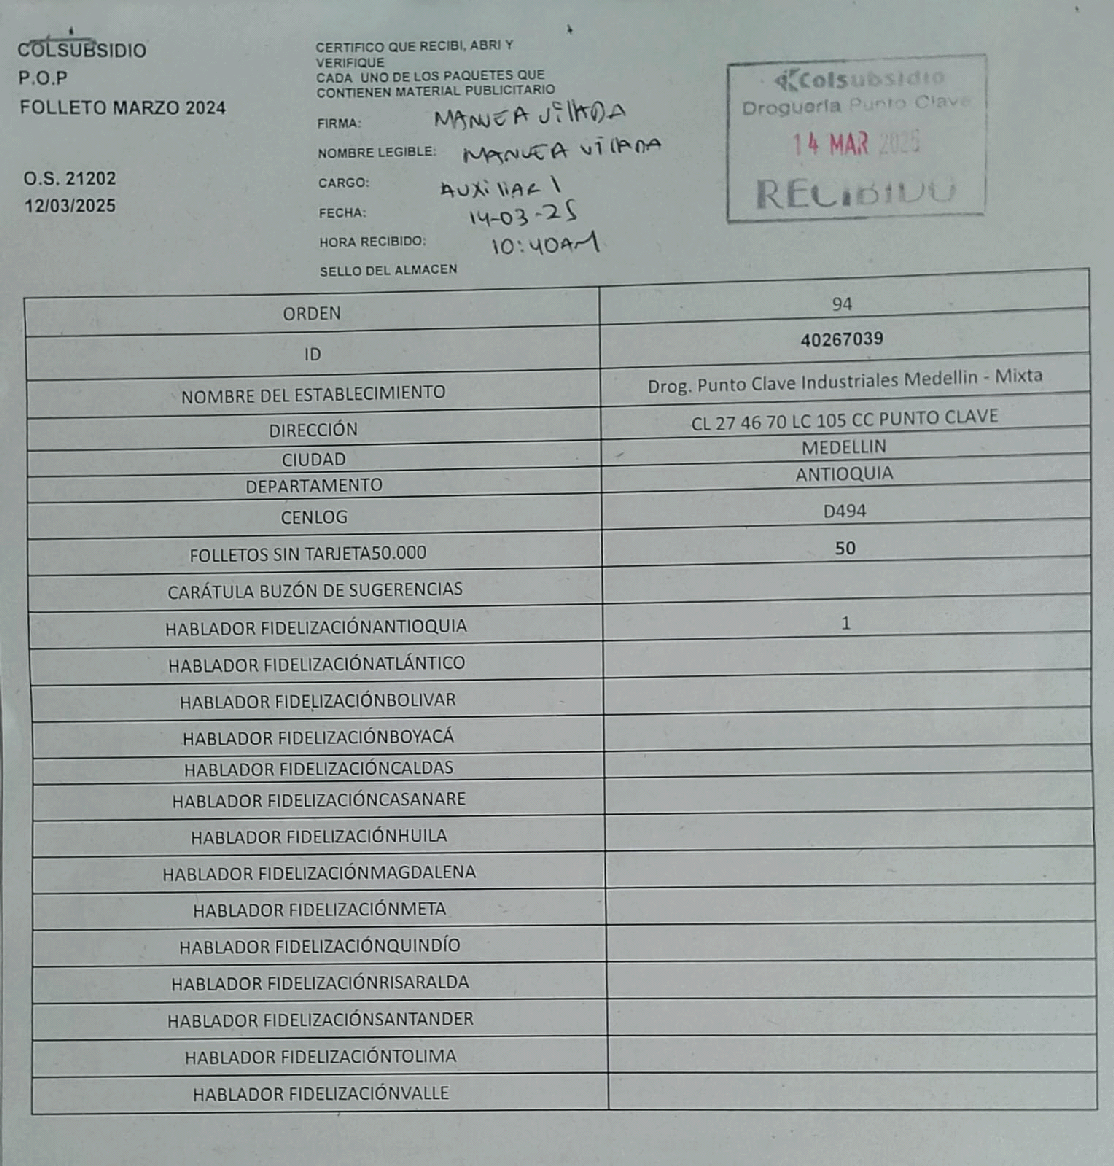 COLSUBSIDIO
P.O.P
FOLLETO MARZO 2024
O.S. 21202
12/03/2025
CERTIFICO QUE RECIBI, ABRI Y
VERIFIQUE
CADA UNO DE LOS PAQUETES QUE
CONTIENEN MATERIAL PUBLICITARIO
FIRMA: MANUEA VILLADA
NOMBRE LEGIBLE: MANUEA VILLADA
CARGO: AUXILIAR 1
FECHA: 14-03-25
HORA RECIBIDO: 10:40AM
SELLO DEL ALMACEN
Colsubsidio
Droguería Punto Clave
14 MAR 2025
RECIBIDO
ORDEN 94
ID 40267039
NOMBRE DEL ESTABLECIMIENTO Drog. Punto Clave Industriales Medellin - Mixta
DIRECCIÓN CL 27 46 70 LC 105 CC PUNTO CLAVE
CIUDAD MEDELLIN
DEPARTAMENTO ANTIOQUIA
CENLOG D494
FOLLETOS SIN TARJETA50.000 50
CARÁTULA BUZÓN DE SUGERENCIAS
HABLADOR FIDELIZACIÓNANTIOQUIA 1
HABLADOR FIDELIZACIÓNATLÁNTICO
HABLADOR FIDELIZACIÓNBOLIVAR
HABLADOR FIDELIZACIÓNBOYACÁ
HABLADOR FIDELIZACIÓNCALDAS
HABLADOR FIDELIZACIÓNCASANARE
HABLADOR FIDELIZACIÓNHUILA
HABLADOR FIDELIZACIÓNMAGDALENA
HABLADOR FIDELIZACIÓNMETA
HABLADOR FIDELIZACIÓNQUINDÍO
HABLADOR FIDELIZACIÓNRISARALDA
HABLADOR FIDELIZACIÓNSANTANDER
HABLADOR FIDELIZACIÓNTOLIMA
HABLADOR FIDELIZACIÓNVALLE